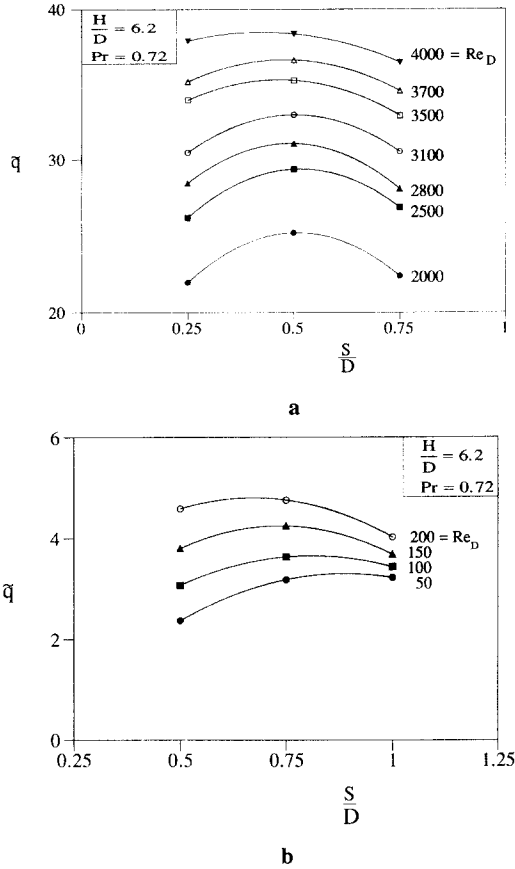 40
H
D
= 6.2
Pr = 0.72
4000 = Re_D
3700
3500
q̃
30
3100
2800
2500
2000
20
0
0.25
0.5
0.75
1
S
D
a
6
H
D
= 6.2
Pr = 0.72
4
200 = Re_D
150
100
50
q̃
2
0
0.25
0.5
0.75
1
1.25
S
D
b